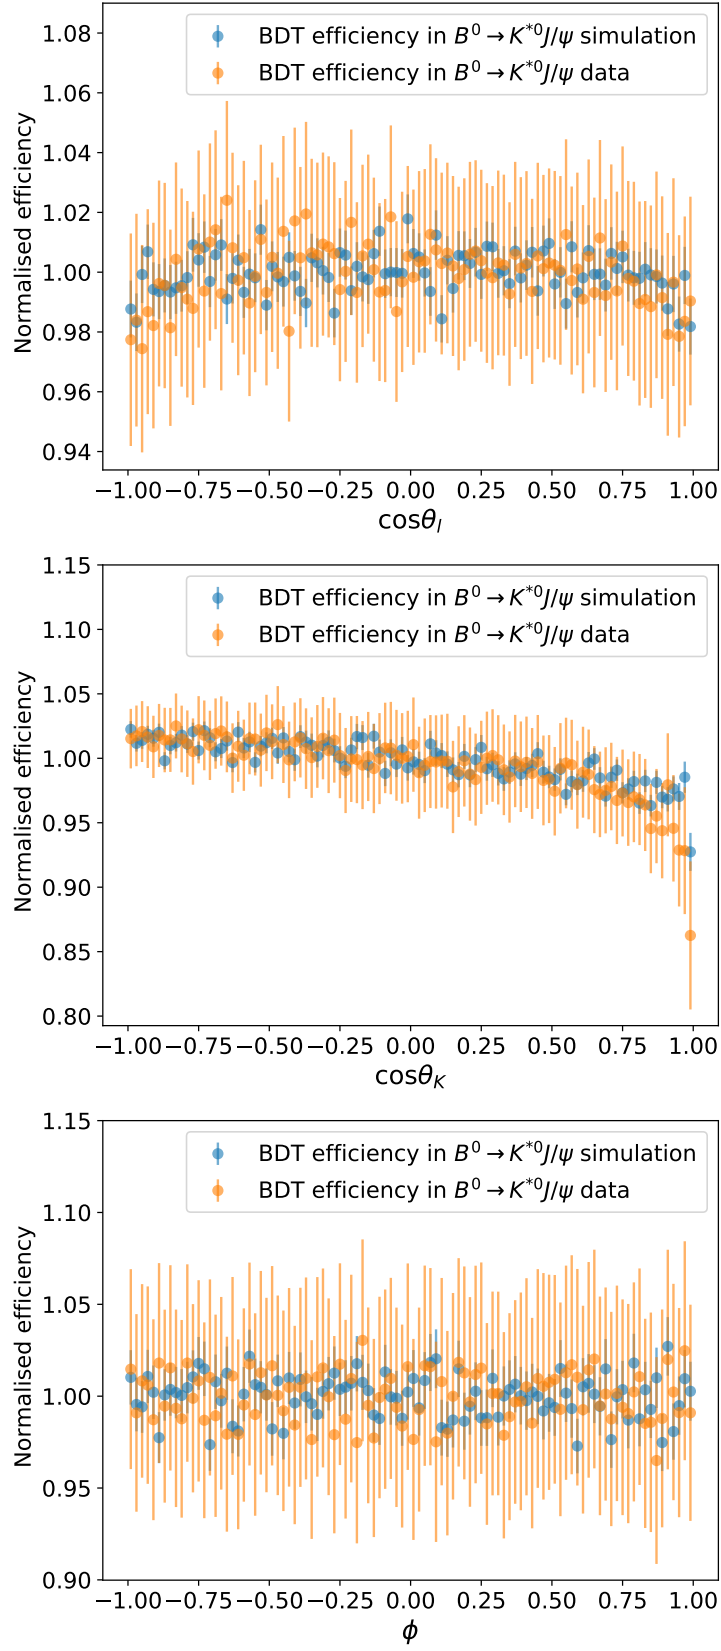 1.08
1.06
1.04
1.02
1.00
0.98
0.96
0.94
Normalised efficiency
BDT efficiency in B⁰ → K*⁰J/ψ simulation
BDT efficiency in B⁰ → K*⁰J/ψ data
−1.00 −0.75 −0.50 −0.25 0.00 0.25 0.50 0.75 1.00
cosθ_l
1.15
1.10
1.05
1.00
0.95
0.90
0.85
0.80
Normalised efficiency
BDT efficiency in B⁰ → K*⁰J/ψ simulation
BDT efficiency in B⁰ → K*⁰J/ψ data
−1.00 −0.75 −0.50 −0.25 0.00 0.25 0.50 0.75 1.00
cosθ_K
1.15
1.10
1.05
1.00
0.95
0.90
Normalised efficiency
BDT efficiency in B⁰ → K*⁰J/ψ simulation
BDT efficiency in B⁰ → K*⁰J/ψ data
−1.00 −0.75 −0.50 −0.25 0.00 0.25 0.50 0.75 1.00
ϕ